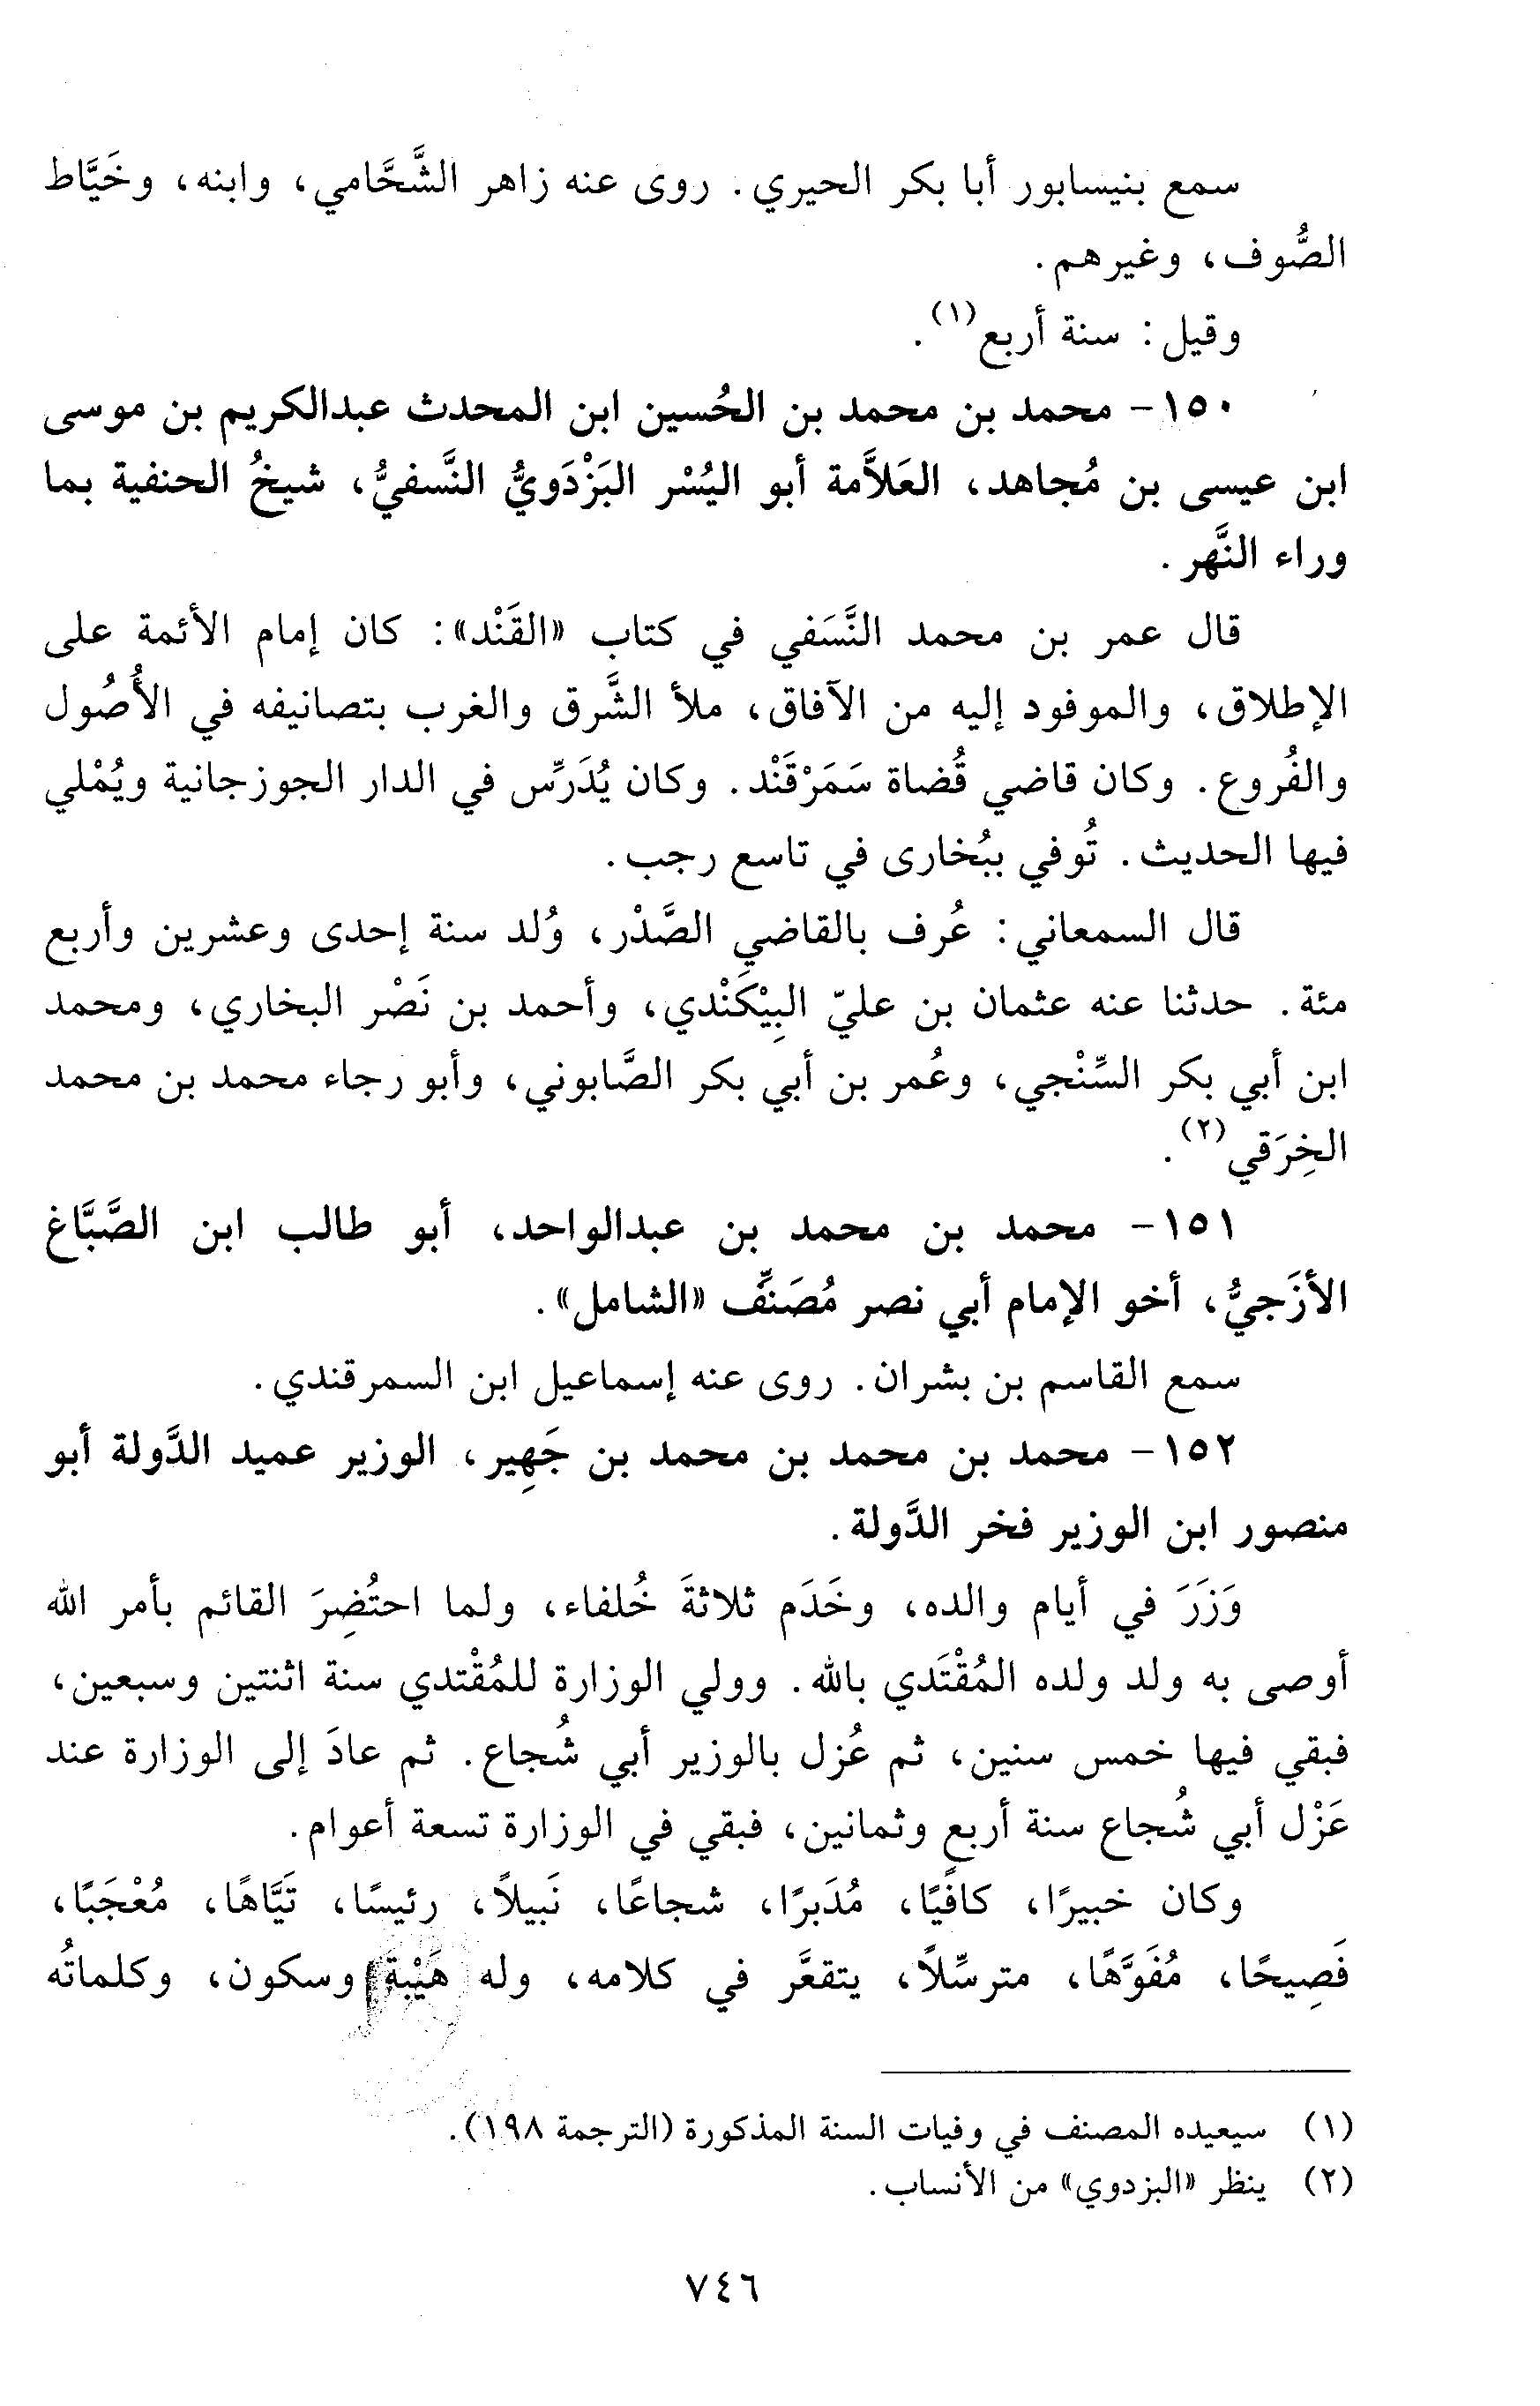 سمع بنيسابور أبا بكر الحيري. روى عنه زاهر الشَّحَّامي، وابنه، وخَيَّاط
الصُّوف، وغيرهم.
وقيل: سنة أربع(١).
١٥٠- محمد بن محمد بن الحُسين ابن المحدث عبدالكريم بن موسى
ابن عيسى بن مُجاهد، العَلاَّمة أبو اليُسْر البَزْدَويُّ النَّسفيُّ، شيخُ الحنفية بما
وراء النَّهر.
قال عمر بن محمد النَّسَفي في كتاب «القَنْد»: كان إمام الأئمة على
الإطلاق، والموفود إليه من الآفاق، ملأ الشَّرق والغرب بتصانيفه في الأُصُول
والفُروع. وكان قاضي قُضاة سَمَرْقَنْد. وكان يُدَرِّس في الدار الجوزجانية ويُمْلي
فيها الحديث. تُوفي ببُخارى في تاسع رجب.
قال السمعاني: عُرف بالقاضي الصَّدْر، وُلد سنة إحدى وعشرين وأربع
مئة. حدثنا عنه عثمان بن عليّ البِيْكَنْدي، وأحمد بن نَصْر البخاري، ومحمد
ابن أبي بكر السِّنْجي، وعُمر بن أبي بكر الصَّابوني، وأبو رجاء محمد بن محمد
الخِرَقي(٢).
١٥١- محمد بن محمد بن عبدالواحد، أبو طالب ابن الصَّبَّاغ
الأزَجيُّ، أخو الإمام أبي نصر مُصَنِّف «الشامل».
سمع القاسم بن بشران. روى عنه إسماعيل ابن السمرقندي.
١٥٢- محمد بن محمد بن محمد بن جَهِير، الوزير عميد الدَّولة أبو
منصور ابن الوزير فخر الدَّولة.
وَزَرَ في أيام والده، وخَدَم ثلاثةَ خُلفاء، ولما احتُضِرَ القائم بأمر الله
أوصى به ولد ولده المُقْتَدي بالله. وولي الوزارة للمُقْتدي سنة اثنتين وسبعين،
فبقي فيها خمس سنين، ثم عُزل بالوزير أبي شُجاع. ثم عادَ إلى الوزارة عند
عَزْل أبي شُجاع سنة أربع وثمانين، فبقي في الوزارة تسعة أعوام.
وكان خبيرًا، كافيًا، مُدَبرًا، شجاعًا، نَبيلاً، رئيسًا، تَيَّاهًا، مُعْجَبًا،
فَصِيحًا، مُفَوَّهًا، مترسِّلاً، يتقعَّر في كلامه، وله هَيْبة وسكون، وكلماتُه
(١) سيعيده المصنف في وفيات السنة المذكورة (الترجمة ١٩٨).
(٢) ينظر «البزدوي» من الأنساب.
٧٤٦